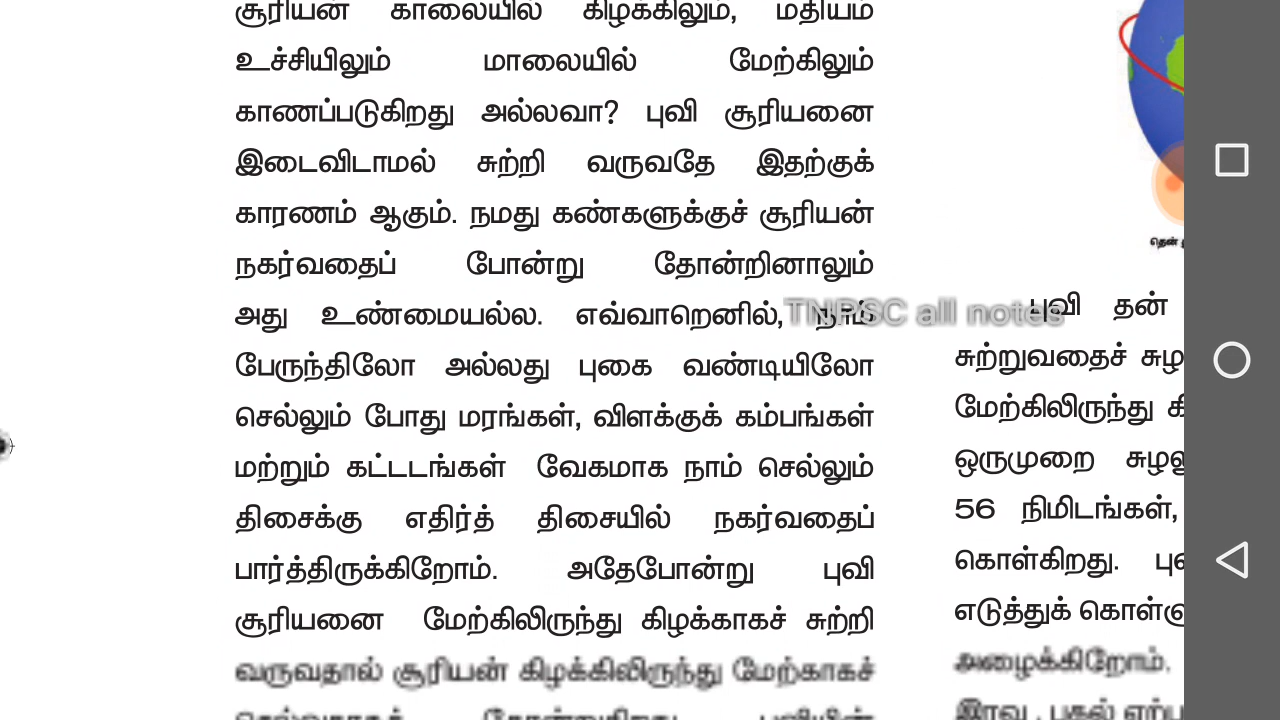 சூரியன் காலையில் கிழக்கிலும், மதியம்
உச்சியிலும் மாலையில் மேற்கிலும்
காணப்படுகிறது அல்லவா? புவி சூரியனை
இடைவிடாமல் சுற்றி வருவதே இதற்குக்
காரணம் ஆகும். நமது கண்களுக்குச் சூரியன்
நகர்வதைப் போன்று தோன்றினாலும்
அது உண்மையல்ல. எவ்வாறெனில், நாம்
பேருந்திலோ அல்லது புகை வண்டியிலோ
செல்லும் போது மரங்கள், விளக்குக் கம்பங்கள்
மற்றும் கட்டடங்கள் வேகமாக நாம் செல்லும்
திசைக்கு எதிர்த் திசையில் நகர்வதைப்
பார்த்திருக்கிறோம். அதேபோன்று புவி
சூரியனை மேற்கிலிருந்து கிழக்காகச் சுற்றி
வருவதால் சூரியன் கிழக்கிலிருந்து மேற்காகச்
TNPSC all notes
தென்
புவி தன்
சுற்றுவதைச்
மேற்கிலிருந்து
ஒருமுறை
56 நிமிடங்கள்,
கொள்கிறது.
எடுத்துக்
அழைக்கிறோம்.